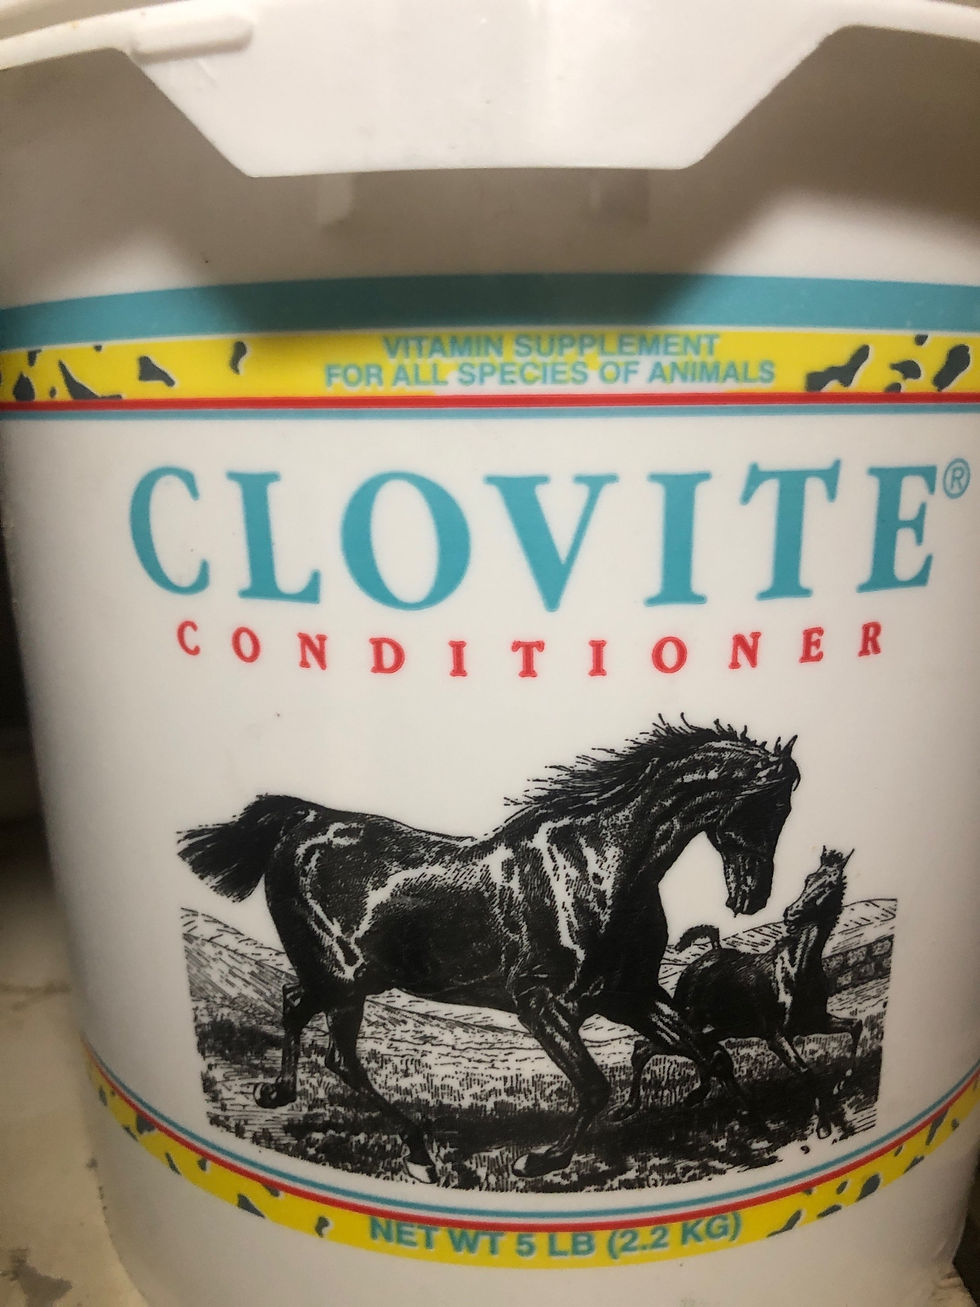 VITAMIN SUPPLEMENT
FOR ALL SPECIES OF ANIMALS
CLOVITE®
CONDITIONER
NET WT 5 LB (2.2 KG)